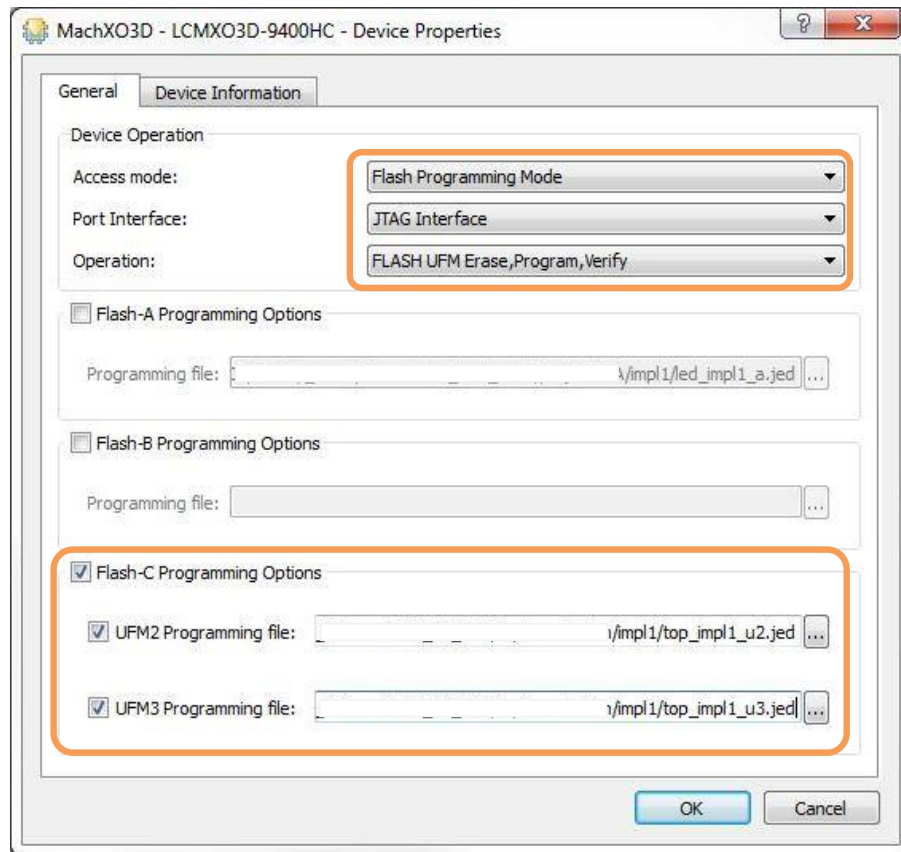 MachXO3D - LCMXO3D-9400HC - Device Properties
General Device Information
Device Operation
Access mode: Flash Programming Mode
Port Interface: JTAG Interface
Operation: FLASH UFM Erase,Program,Verify
Flash-A Programming Options
Programming file: /impl1/led_impl1_a.jed ...
Flash-B Programming Options
Programming file: ...
Flash-C Programming Options
UFM2 Programming file: /impl1/top_impl1_u2.jed ...
UFM3 Programming file: /impl1/top_impl1_u3.jed ...
OK Cancel